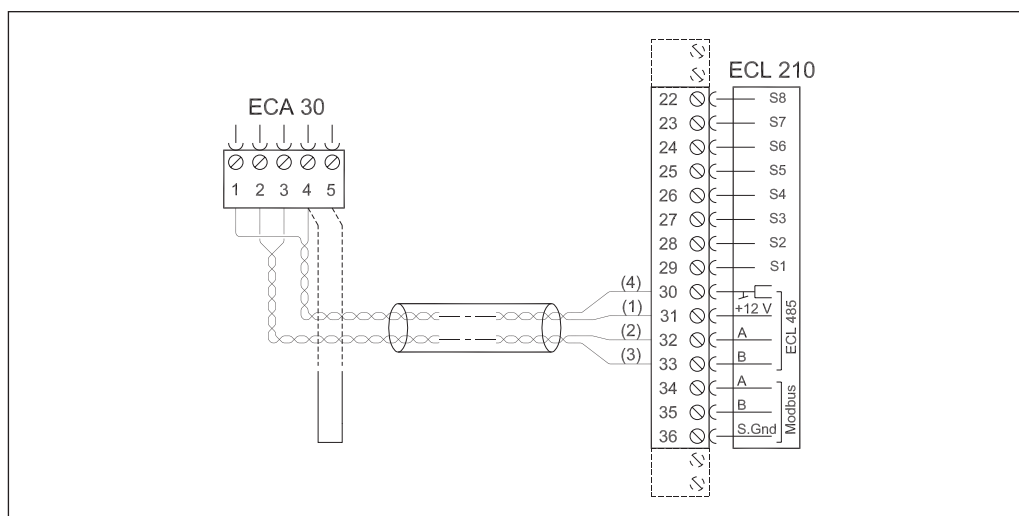 ECA 30
1 2 3 4 5
ECL 210
22 S8
23 S7
24 S6
25 S5
26 S4
27 S3
28 S2
29 S1
(4) 30
(1) 31 +12 V
(2) 32 A
(3) 33 B
ECL 485
34 A
35 B
36 S.Gnd
Modbus